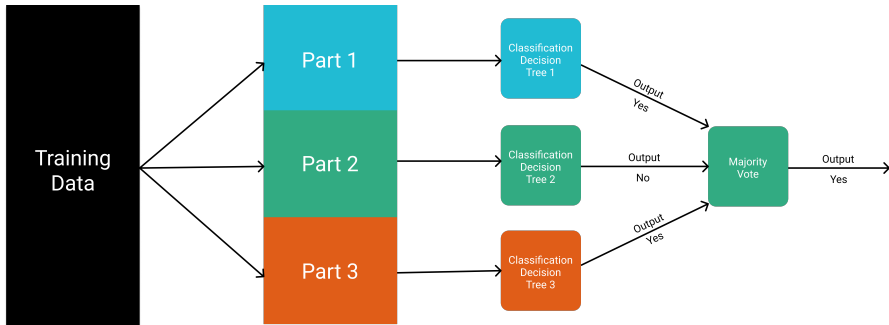 Training
Data
Part 1
Part 2
Part 3
Classification
Decision
Tree 1
Classification
Decision
Tree 2
Classification
Decision
Tree 3
Output
Yes
Output
No
Output
Yes
Majority
Vote
Output
Yes